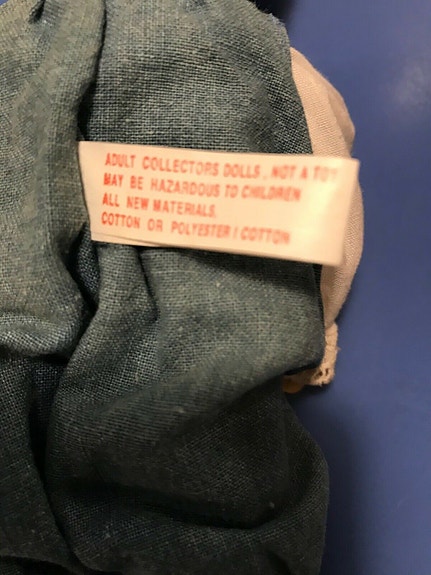 ADULT COLLECTORS DOLLS, NOT A TOY
MAY BE HAZARDOUS TO CHILDREN
ALL NEW MATERIALS.
COTTON OR POLYESTER / COTTON